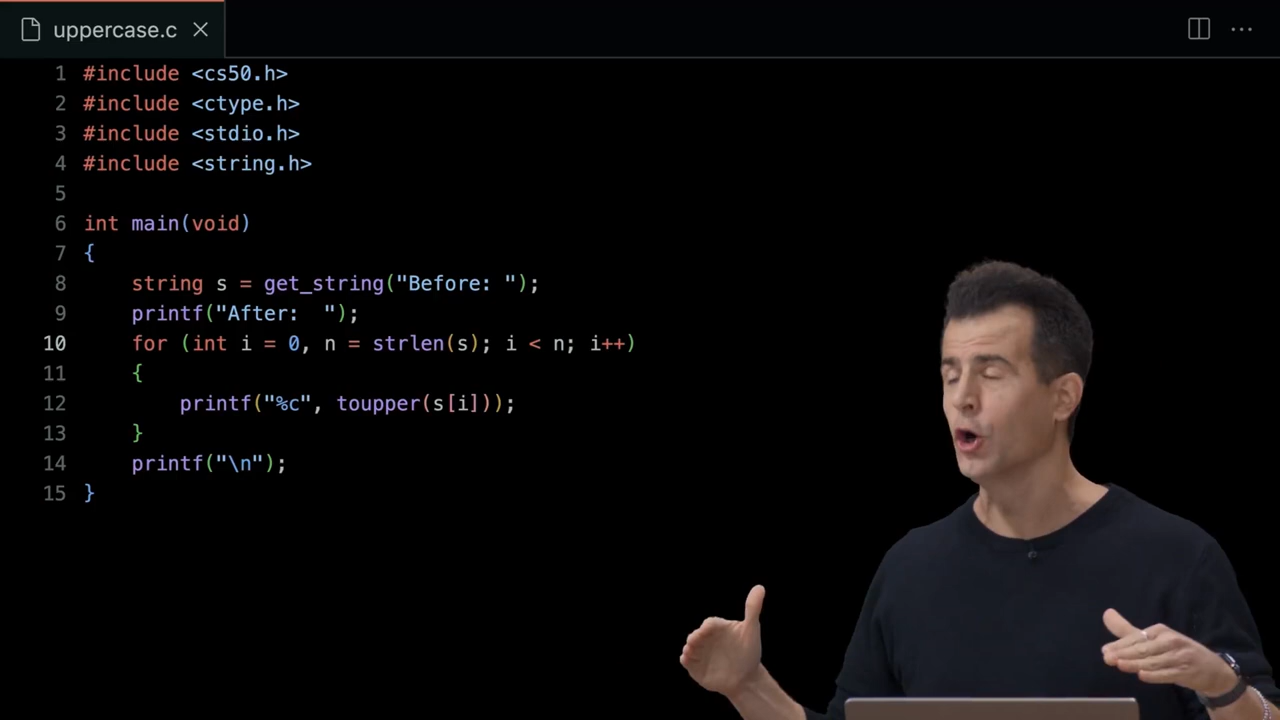 uppercase.c
1 #include <cs50.h>
2 #include <ctype.h>
3 #include <stdio.h>
4 #include <string.h>
5
6 int main(void)
7 {
8     string s = get_string("Before: ");
9     printf("After:  ");
10     for (int i = 0, n = strlen(s); i < n; i++)
11     {
12         printf("%c", toupper(s[i]));
13     }
14     printf("\n");
15 }